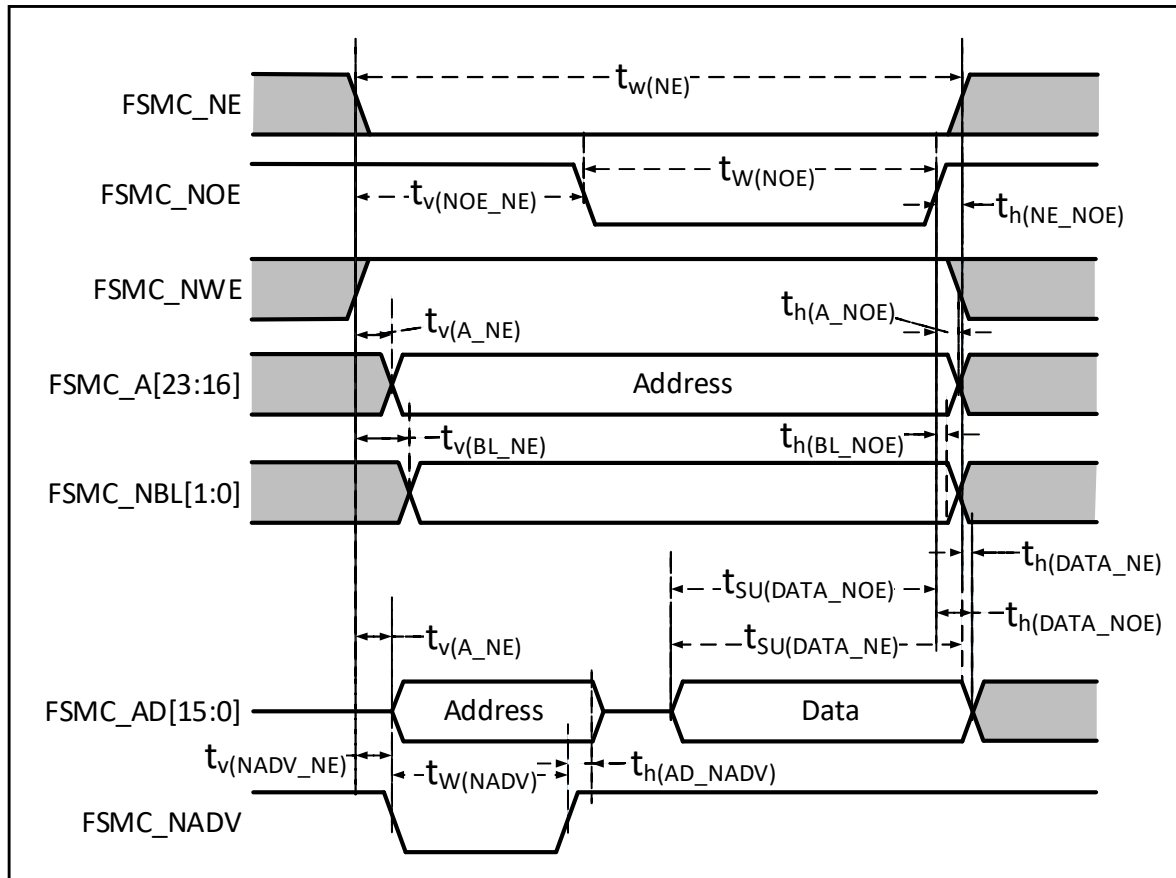 tw(NE)
FSMC_NE
tW(NOE)
FSMC_NOE
tv(NOE_NE)
th(NE_NOE)
FSMC_NWE
tv(A_NE)
th(A_NOE)
FSMC_A[23:16]
Address
tv(BL_NE)
th(BL_NOE)
FSMC_NBL[1:0]
th(DATA_NE)
tSU(DATA_NOE)
th(DATA_NOE)
tv(A_NE)
tSU(DATA_NE)
FSMC_AD[15:0]
Address
Data
tv(NADV_NE)
tW(NADV)
th(AD_NADV)
FSMC_NADV